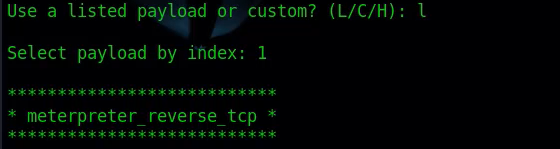 Use a listed payload or custom? (L/C/H): l
Select payload by index: 1
***************************
* meterpreter_reverse_tcp *
***************************